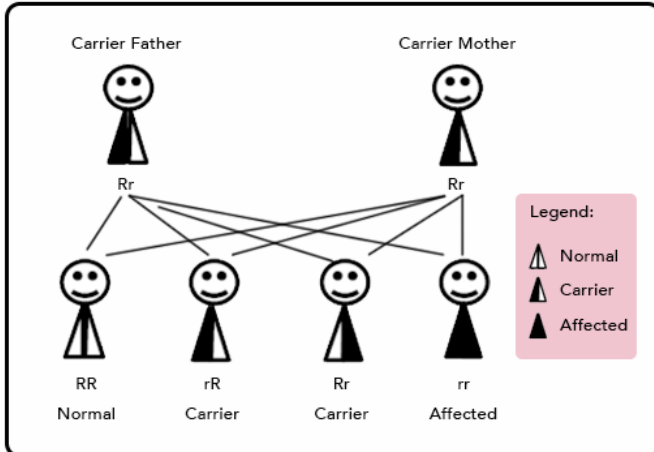 Carrier Father
Carrier Mother
Rr
Rr
Legend:
Normal
Carrier
Affected
RR
rR
Rr
rr
Normal
Carrier
Carrier
Affected